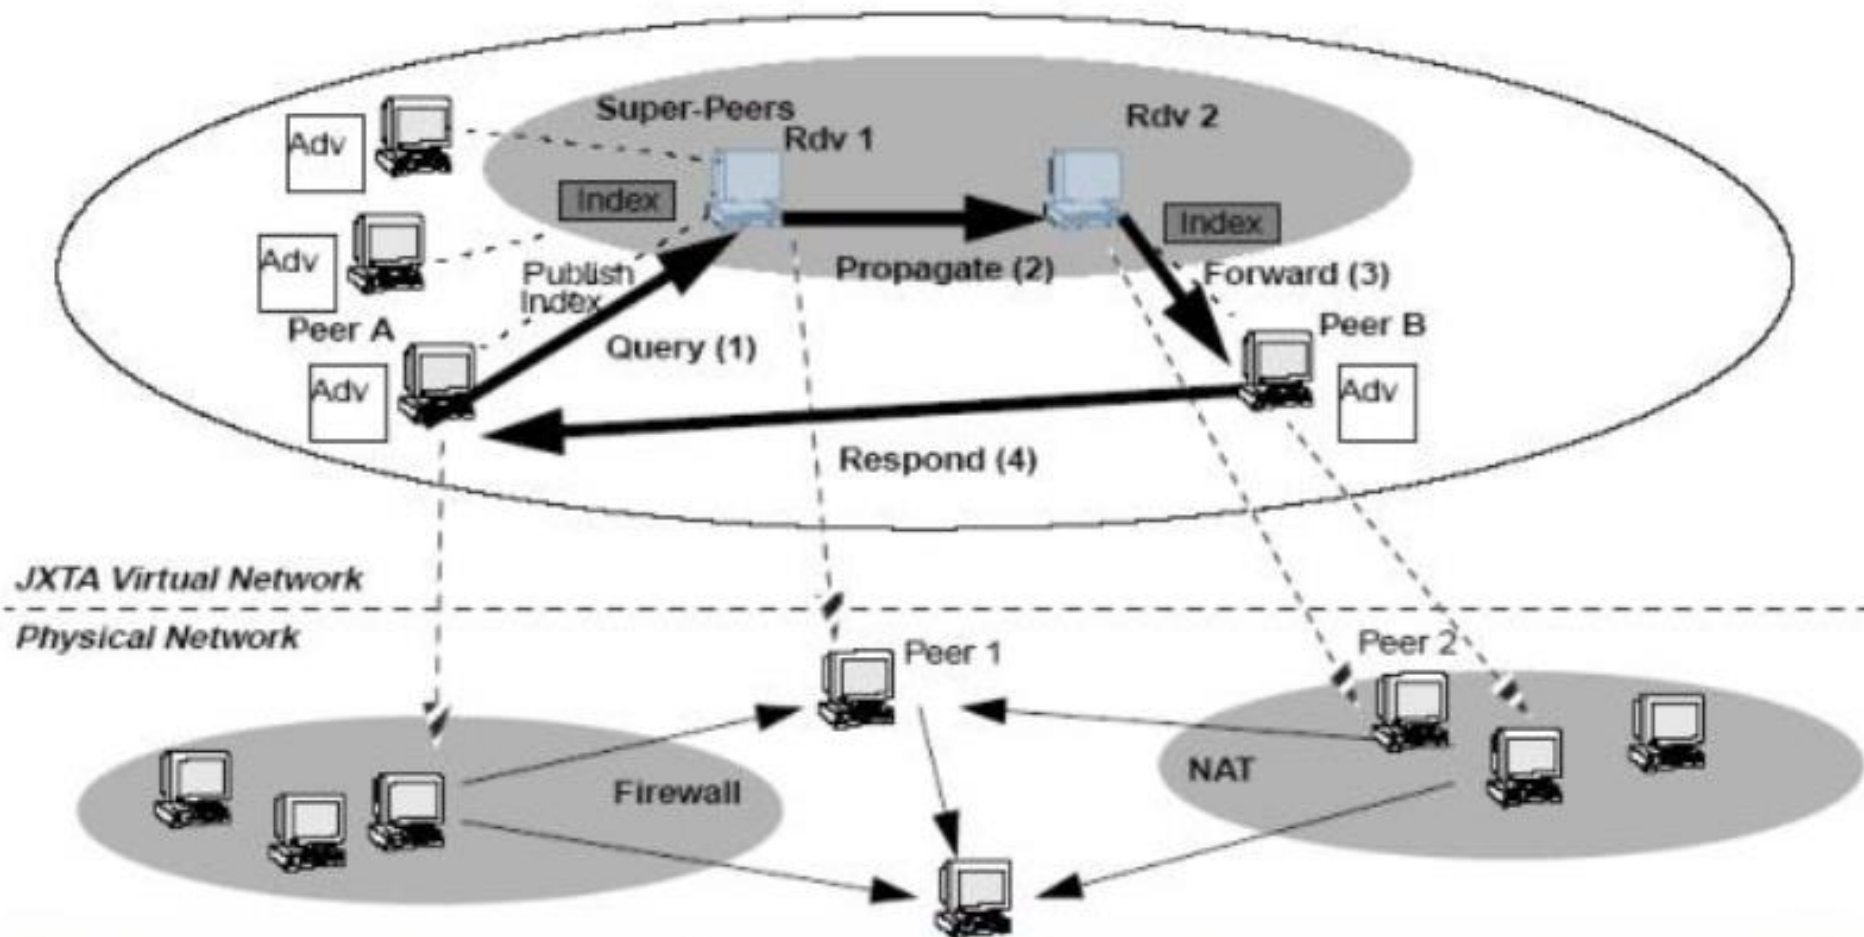 Super-Peers
Rdv 1
Rdv 2
Adv
Index
Index
Adv
Publish
Index
Propagate (2)
Forward (3)
Peer A
Peer B
Query (1)
Adv
Adv
Respond (4)
JXTA Virtual Network
Physical Network
Peer 1
Peer 2
Firewall
NAT